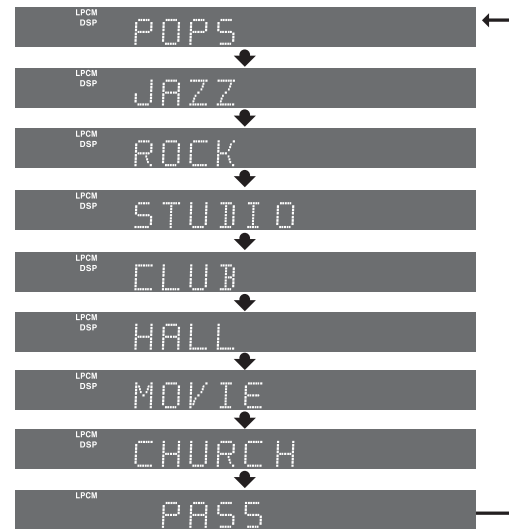 LPCM
DSP
POPS
LPCM
DSP
JAZZ
LPCM
DSP
ROCK
LPCM
DSP
STUDIO
LPCM
DSP
CLUB
LPCM
DSP
HALL
LPCM
DSP
MOVIE
LPCM
DSP
CHURCH
LPCM
PASS